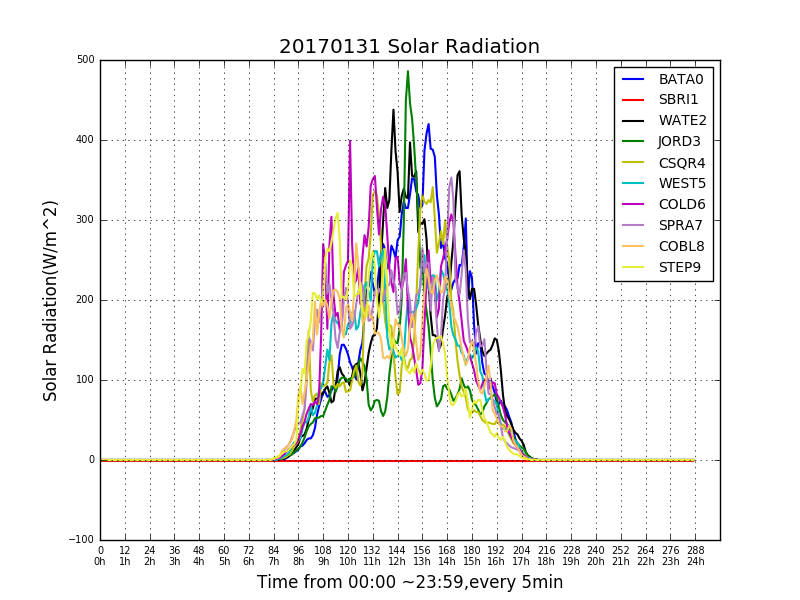 20170131 Solar Radiation
Solar Radiation(W/m^2)
500
400
300
200
100
0
−100
BATA0
SBRI1
WATE2
JORD3
CSQR4
WEST5
COLD6
SPRA7
COBL8
STEP9
0 12 24 36 48 60 72 84 96 108 120 132 144 156 168 180 192 204 216 228 240 252 264 276 288
0h 1h 2h 3h 4h 5h 6h 7h 8h 9h 10h 11h 12h 13h 14h 15h 16h 17h 18h 19h 20h 21h 22h 23h 24h
Time from 00:00 ~23:59,every 5min